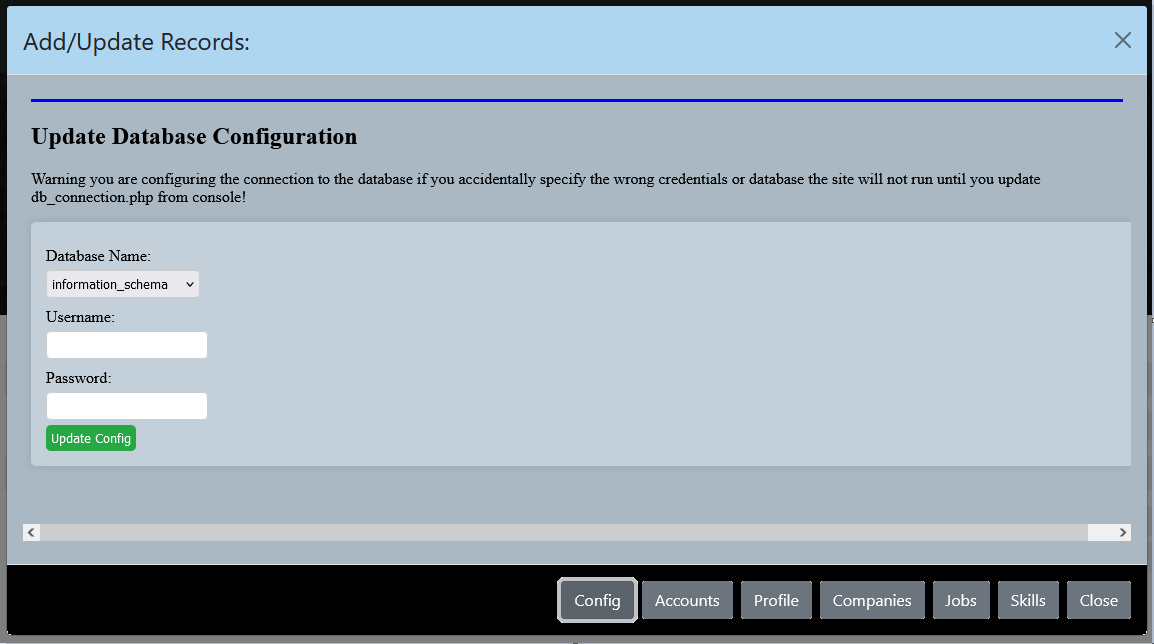 Add/Update Records:
Update Database Configuration
Warning you are configuring the connection to the database if you accidentally specify the wrong credentials or database the site will not run until you update
db_connection.php from console!
Database Name:
information_schema
Username:
Password:
Update Config
Config Accounts Profile Companies Jobs Skills Close